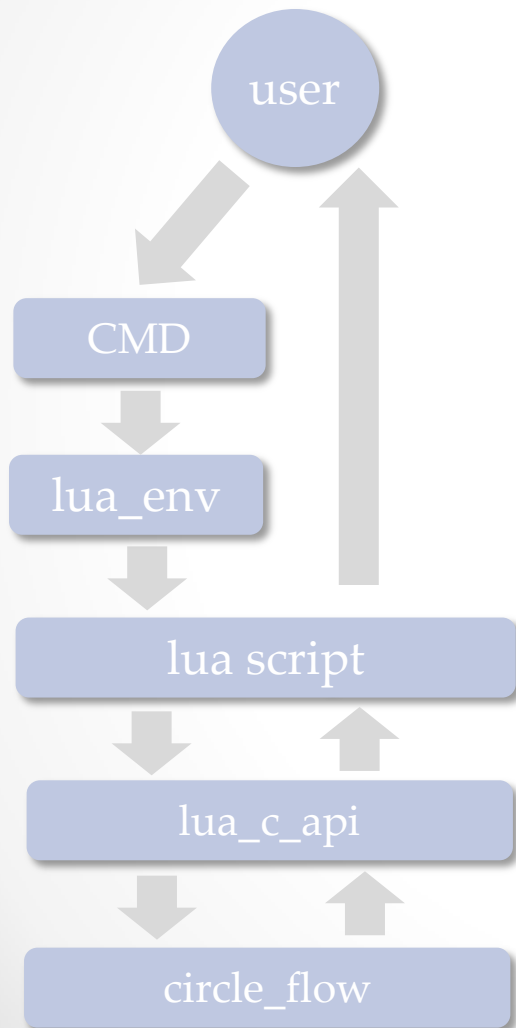 user
CMD
lua_env
lua script
lua_c_api
circle_flow